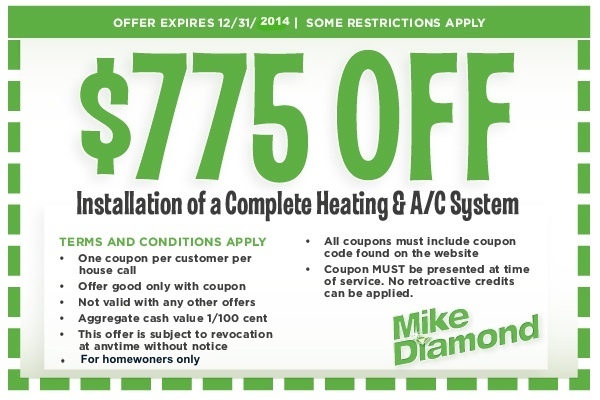 OFFER EXPIRES 12/31/ 2014 | SOME RESTRICTIONS APPLY
$775 OFF
Installation of a Complete Heating & A/C System
TERMS AND CONDITIONS APPLY
• One coupon per customer per
house call
• Offer good only with coupon
• Not valid with any other offers
• Aggregate cash value 1/100 cent
• This offer is subject to revocation
at anytime without notice
• For homewoners only
• All coupons must include coupon
code found on the website
• Coupon MUST be presented at time
of service. No retroactive credits
can be applied.
Mike
Diamond